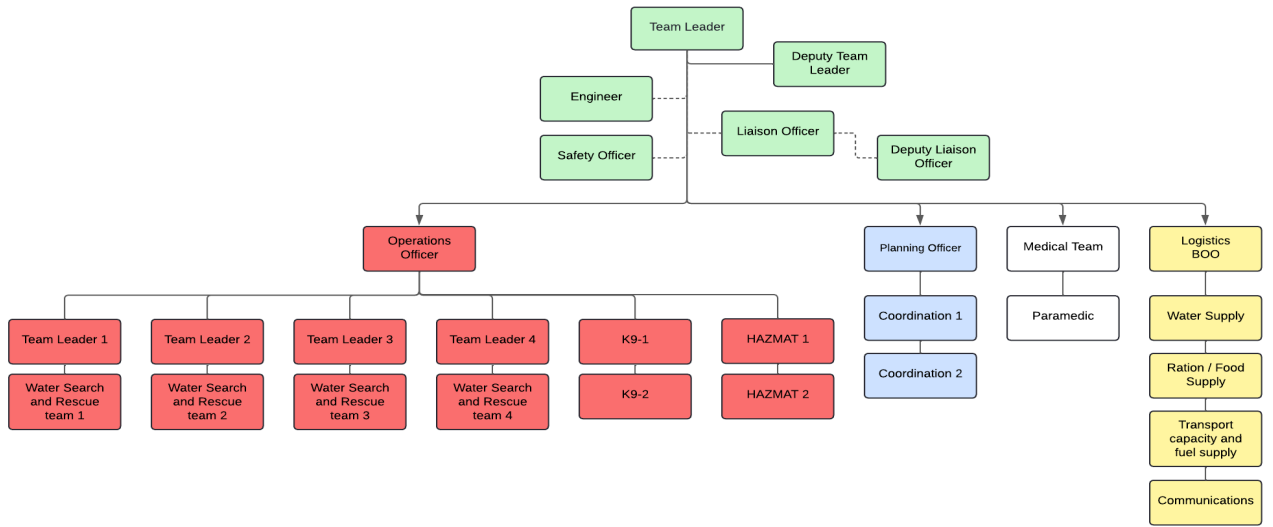 Team Leader
Deputy Team
Leader
Engineer
Liaison Officer
Safety Officer
Deputy Liaison
Officer
Operations
Officer
Planning Officer
Medical Team
Logistics
BOO
Team Leader 1
Team Leader 2
Team Leader 3
Team Leader 4
K9-1
HAZMAT 1
Coordination 1
Paramedic
Water Supply
Water Search
and Rescue
team 1
Water Search
and Rescue
team 2
Water Search
and Rescue
team 3
Water Search
and Rescue
team 4
K9-2
HAZMAT 2
Coordination 2
Ration / Food
Supply
Transport
capacity and
fuel supply
Communications